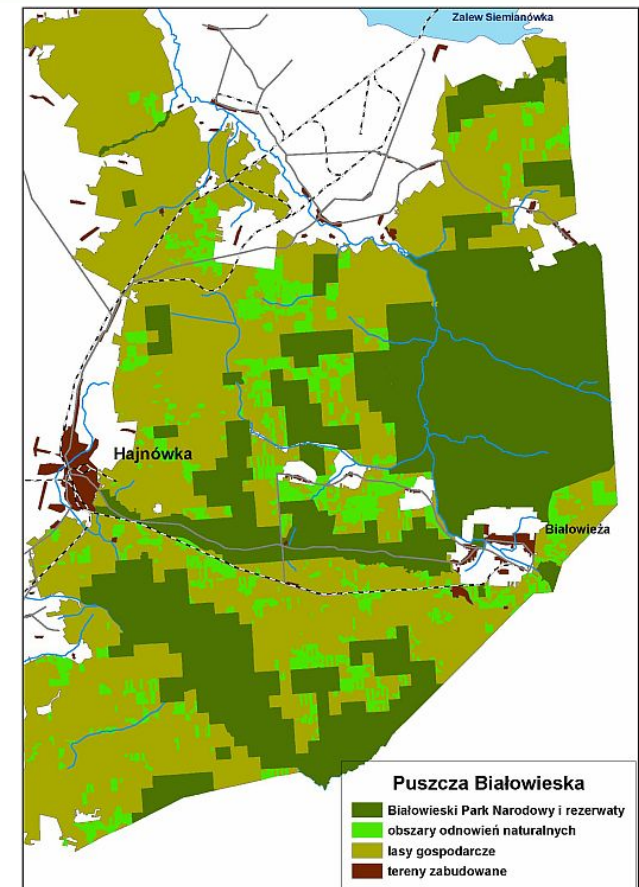 Zalew Siemianówka
Hajnówka
Białowieża
Puszcza Białowieska
Białowieski Park Narodowy i rezerwaty
obszary odnowień naturalnych
lasy gospodarcze
tereny zabudowane